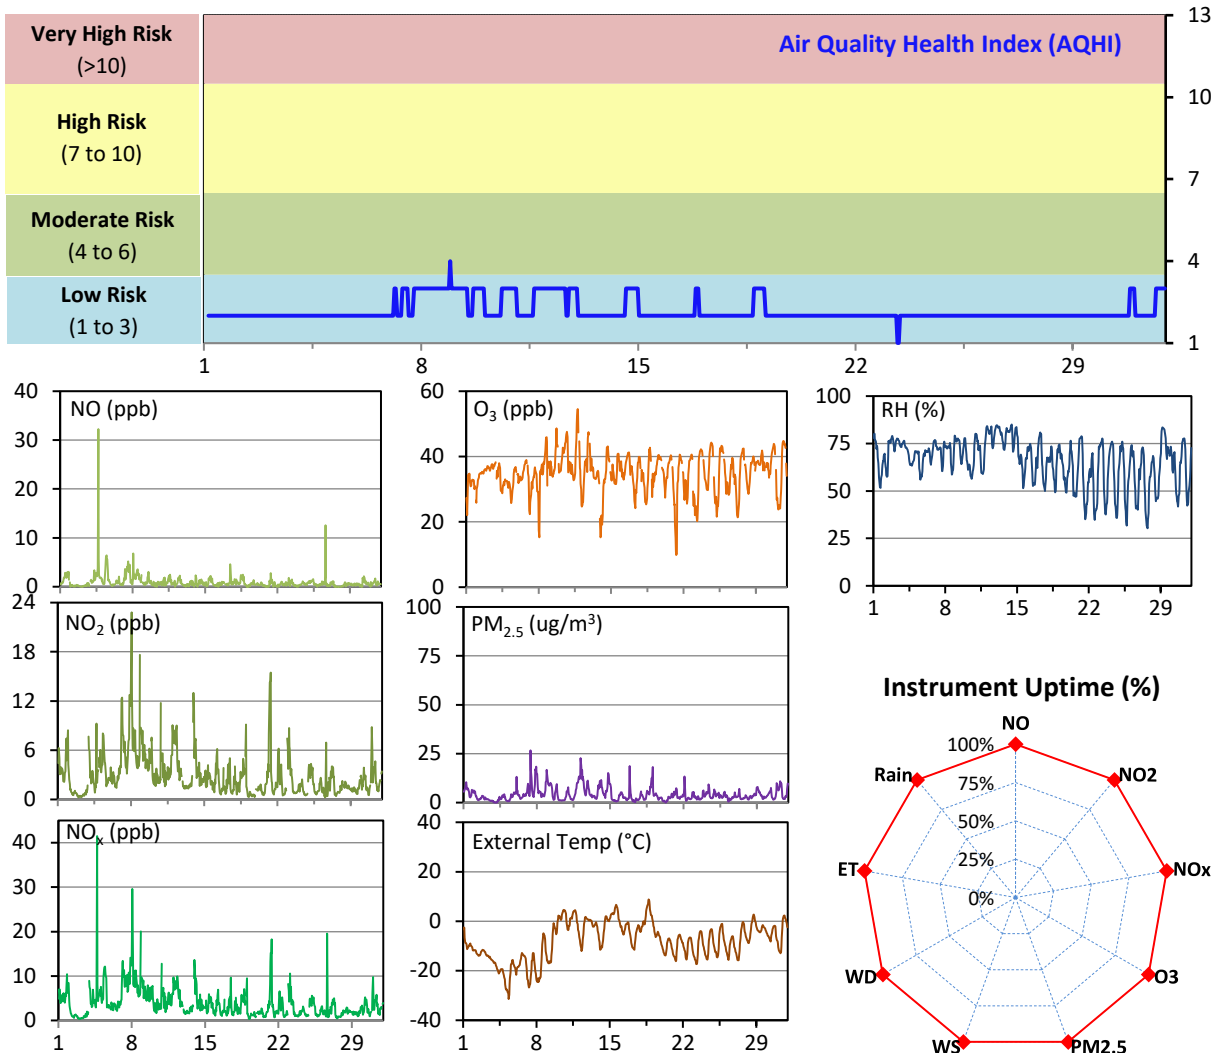 Very High Risk
(>10)
High Risk
(7 to 10)
Moderate Risk
(4 to 6)
Low Risk
(1 to 3)
Air Quality Health Index (AQHI)
13
10
7
4
1
1 8 15 22 29
NO (ppb)
40
30
20
10
0
O3 (ppb)
60
40
20
0
RH (%)
100
75
50
25
0
1 8 15 22 29
NO2 (ppb)
24
18
12
6
0
PM2.5 (ug/m3)
100
75
50
25
0
NOx (ppb)
40
30
20
10
0
1 8 15 22 29
External Temp (°C)
40
20
0
-20
-40
1 8 15 22 29
Instrument Uptime (%)
NO
NO2
NOx
O3
PM2.5
WS
WD
ET
Rain
100%
75%
50%
25%
0%